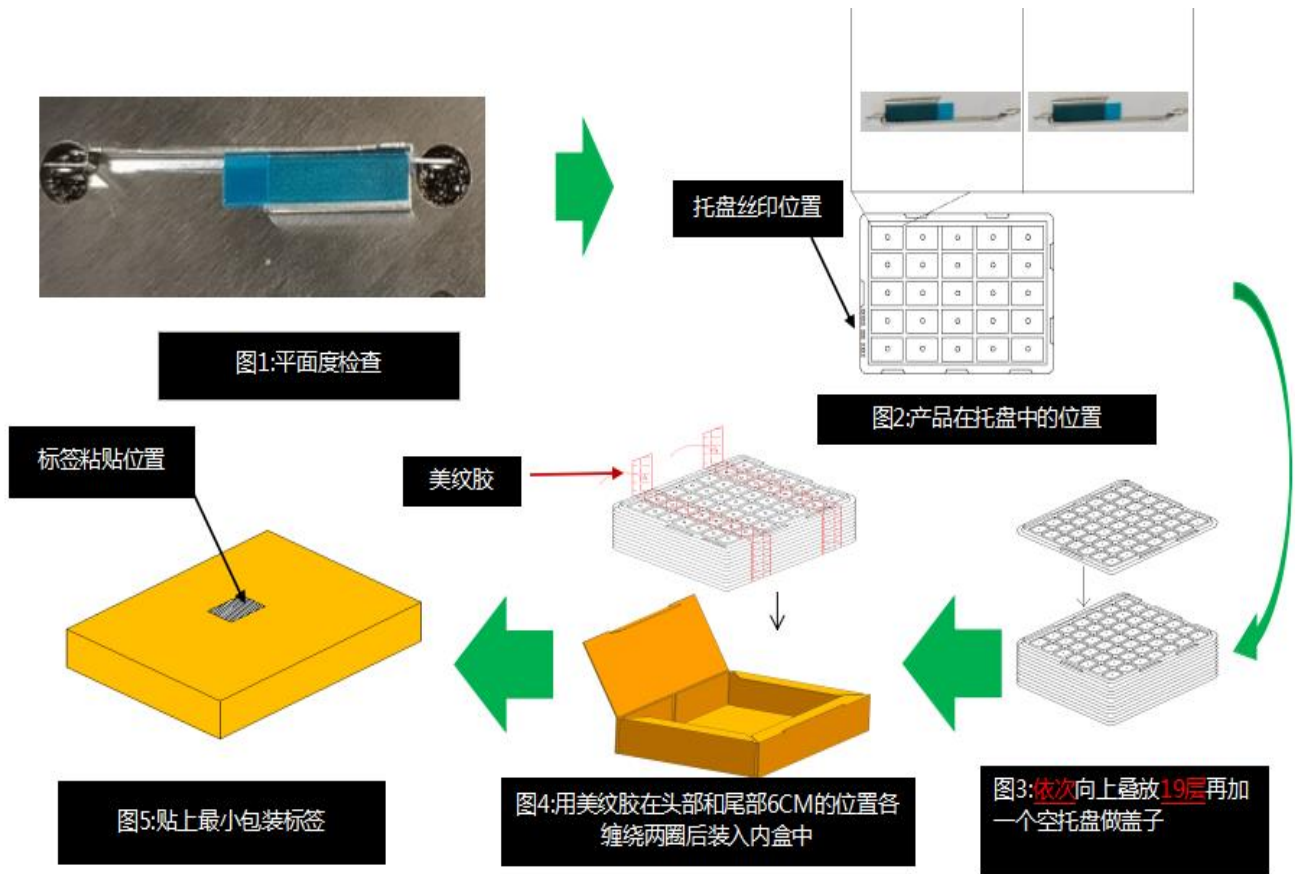 托盘丝印位置
图1:平面度检查
图2:产品在托盘中的位置
标签粘贴位置
美纹胶
图3:依次向上叠放19层再加
一个空托盘做盖子
图4:用美纹胶在头部和尾部6CM的位置各
缠绕两圈后装入内盒中
图5:贴上最小包装标签